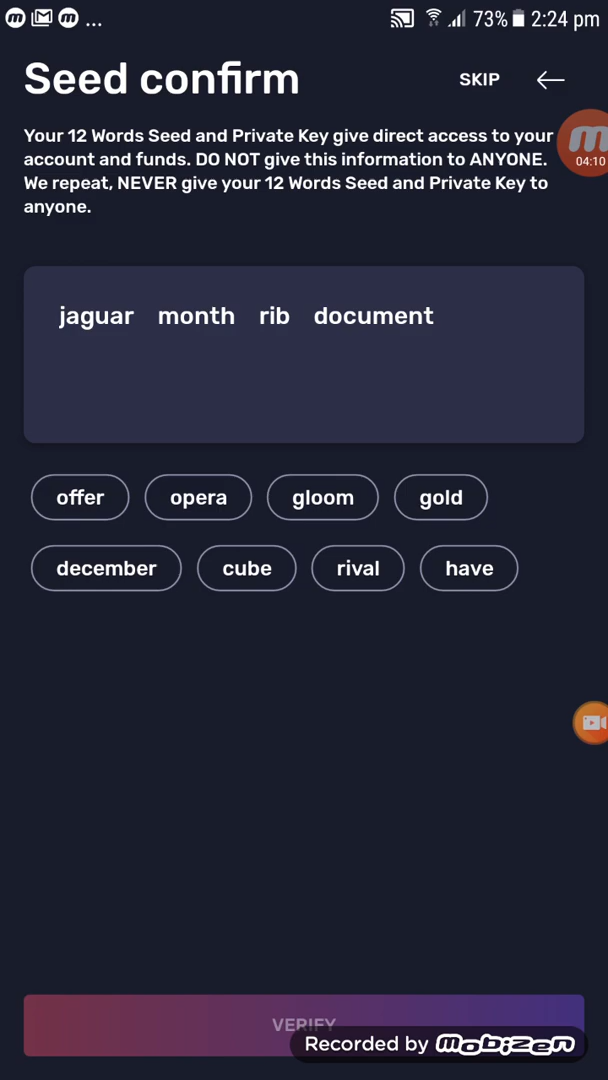 ... 73% 2:24 pm
Seed confirm SKIP
Your 12 Words Seed and Private Key give direct access to your
account and funds. DO NOT give this information to ANYONE.
We repeat, NEVER give your 12 Words Seed and Private Key to
anyone.
04:10
jaguar month rib document
offer opera gloom gold
december cube rival have
VERIFY
Recorded by mobizen